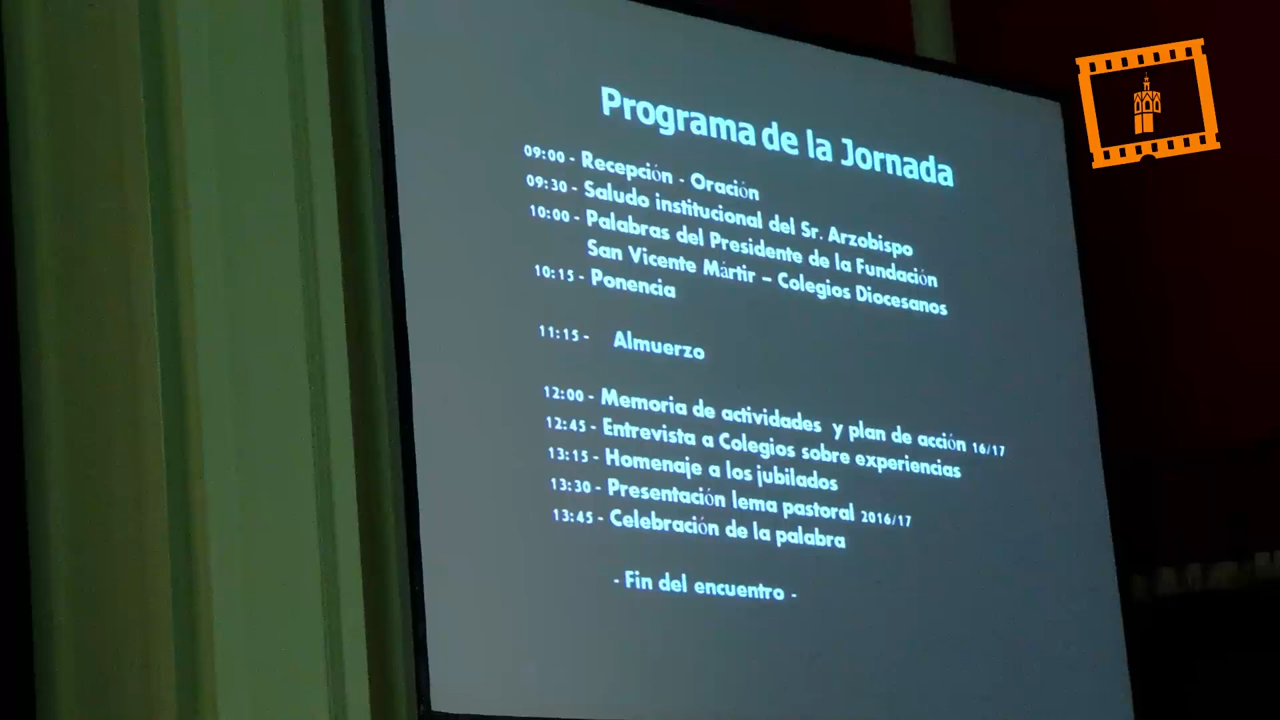 Programa de la Jornada
09:00 - Recepción - Oración
09:30 - Saludo institucional del Sr. Arzobispo
10:00 - Palabras del Presidente de la Fundación
San Vicente Mártir – Colegios Diocesanos
10:15 - Ponencia
11:15 - Almuerzo
12:00 - Memoria de actividades y plan de acción 16/17
12:45 - Entrevista a Colegios sobre experiencias
13:15 - Homenaje a los jubilados
13:30 - Presentación lema pastoral 2016/17
13:45 - Celebración de la palabra
- Fin del encuentro -